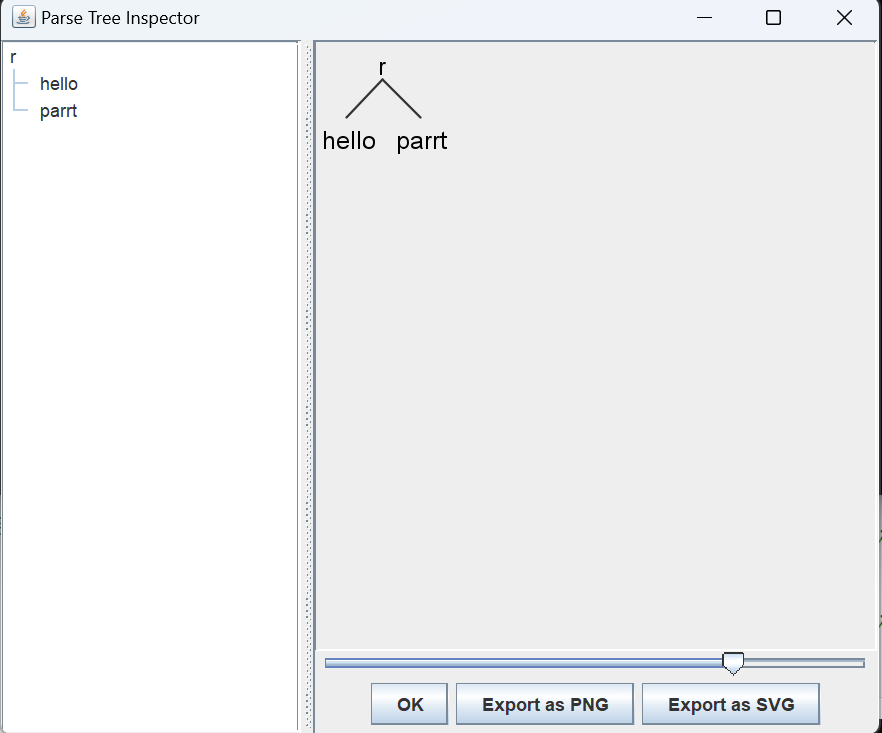 Parse Tree Inspector
r
hello
parrt
r
hello parrt
OK Export as PNG Export as SVG